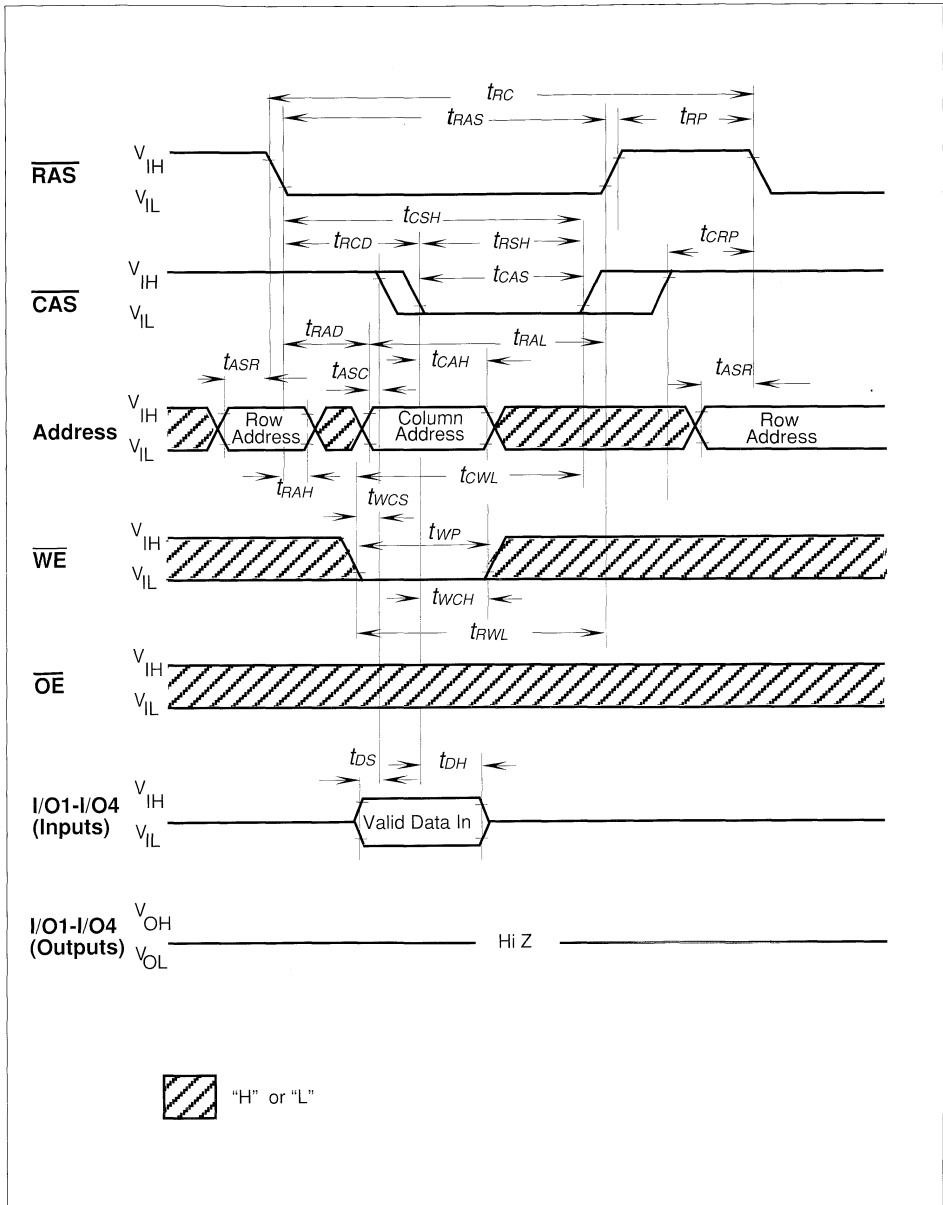 tRC
tRAS
tRP
RAS
VIH
VIL
tCSH
tRCD
tRSH
tCRP
CAS
VIH
VIL
tCAS
tRAD
tRAL
tASR
tASC
tCAH
tASR
Address
VIH
VIL
Row
Address
Column
Address
Row
Address
tRAH
tWCS
tCWL
WE
VIH
VIL
tWP
tWCH
tRWL
OE
VIH
VIL
tDS
tDH
I/O1-I/O4
(Inputs)
VIH
VIL
Valid Data In
I/O1-I/O4
(Outputs)
VOH
VOL
Hi Z
"H" or "L"